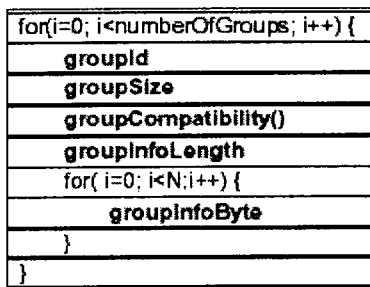 for(i=0; i<numberOfGroups; i++) {
groupId
groupSize
groupCompatibility()
groupInfoLength
for( i=0; i<N;i++) {
groupInfoByte
}
}